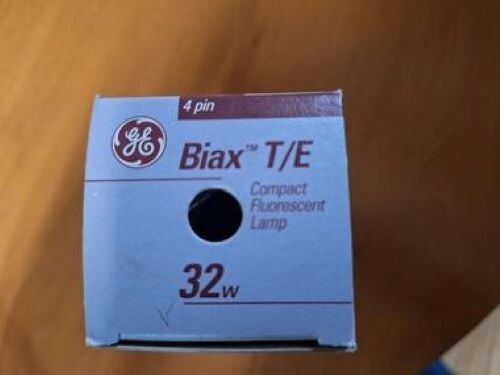 4 pin
GE
Biax™ T/E
Compact
Fluorescent
Lamp
32w